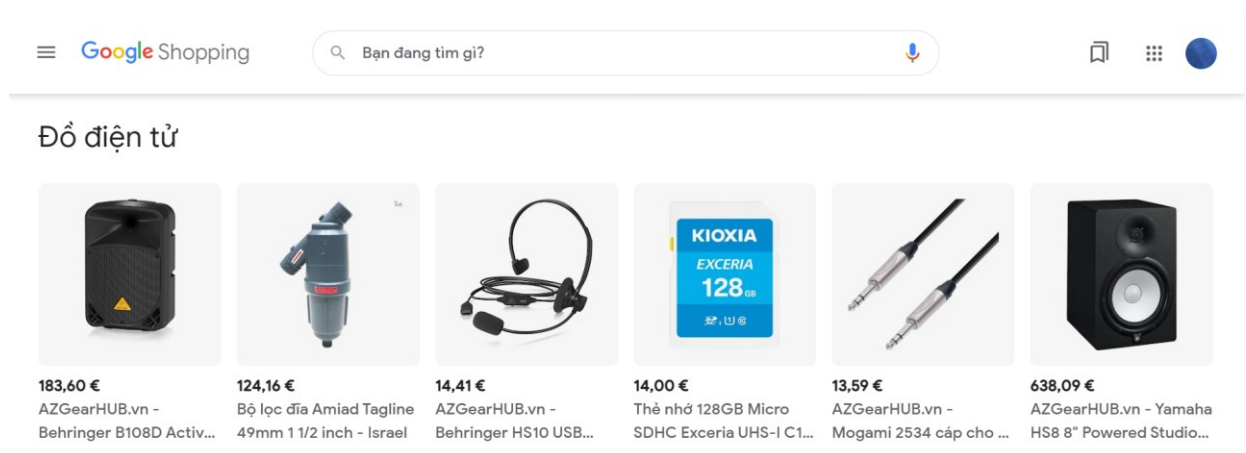 Google Shopping
Bạn đang tìm gì?
Đồ điện tử
KIOXIA
EXCERIA
128GB
183,60 €
AZGearHUB.vn -
Behringer B108D Activ...
124,16 €
Bộ lọc đĩa Amiad Tagline
49mm 1 1/2 inch - Israel
14,41 €
AZGearHUB.vn -
Behringer HS10 USB...
14,00 €
Thẻ nhớ 128GB Micro
SDHC Exceria UHS-I C1...
13,59 €
AZGearHUB.vn -
Mogami 2534 cáp cho ...
638,09 €
AZGearHUB.vn - Yamaha
HS8 8" Powered Studio...